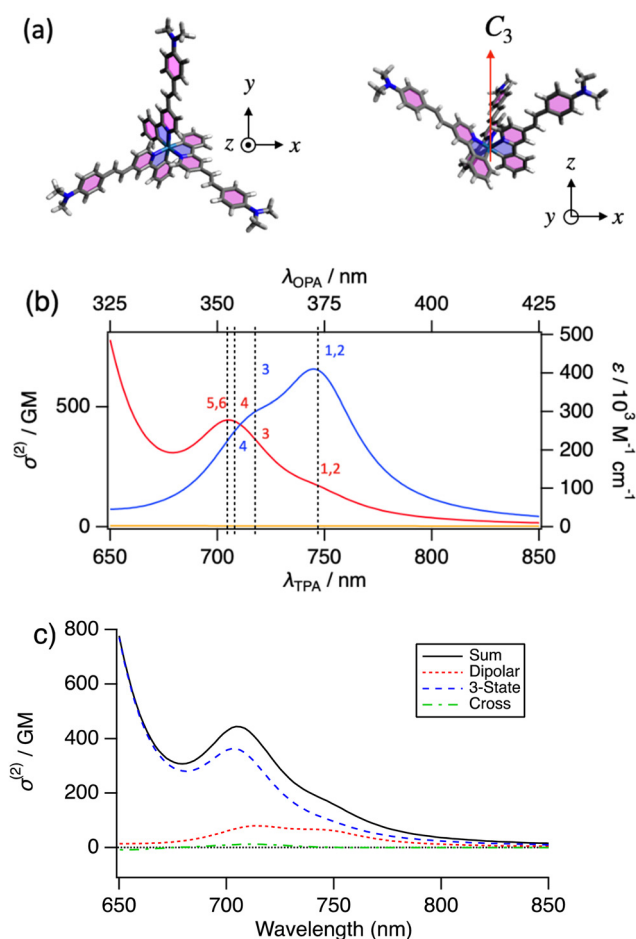 (a)
y
z
x
C₃
z
y
x
(b)
λOPA / nm
325 350 375 400 425
σ(2) / GM
500
0
1,2
3
5,6 4
4
3
1,2
500
400
300
200
100
0
ε / 10³ M⁻¹ cm⁻¹
650 700 750 800 850
λTPA / nm
c)
800
600
400
200
0
σ(2) / GM
Sum
Dipolar
3-State
Cross
650 700 750 800 850
Wavelength (nm)